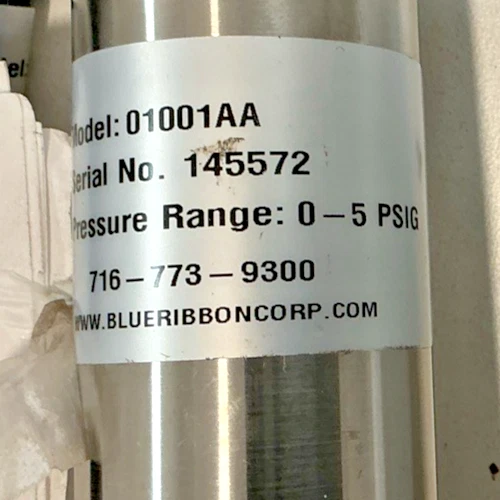 Model: 01001AA
Serial No. 145572
Pressure Range: 0-5 PSIG
716-773-9300
WWW.BLUERIBBONCORP.COM